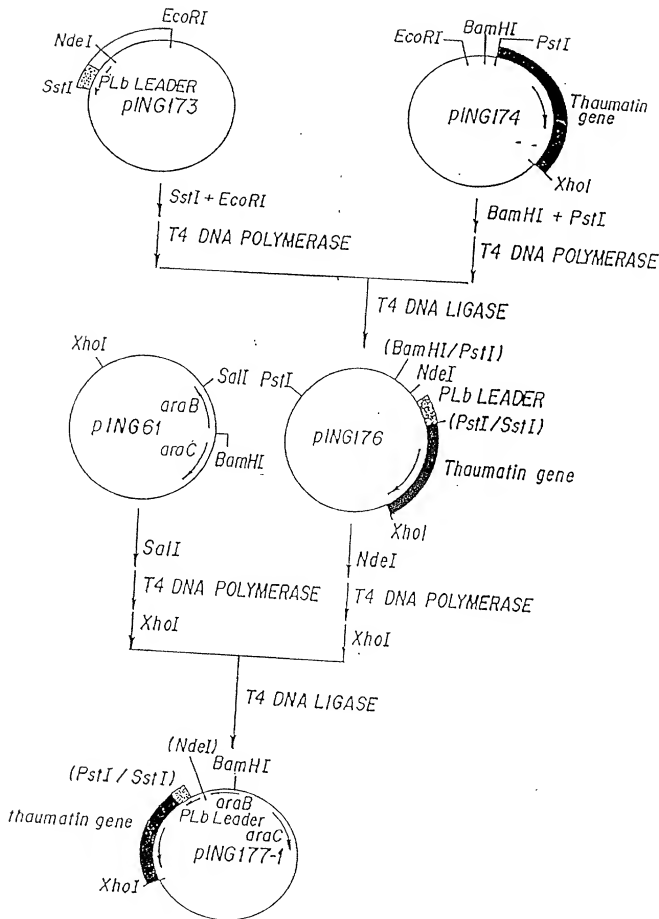 EcoRI
NdeI
SstI
PLb LEADER
pING173
EcoRI
BamHI
PstI
pING174
Thaumatin
gene
XhoI
SstI + EcoRI
T4 DNA POLYMERASE
BamHI + PstI
T4 DNA POLYMERASE
T4 DNA LIGASE
XhoI
SalI
araB
pING61
araC
BamHI
PstI
(BamHI/PstI)
NdeI
PLb LEADER
(PstI/SstI)
pING176
Thaumatin gene
XhoI
SalI
T4 DNA POLYMERASE
XhoI
NdeI
T4 DNA POLYMERASE
XhoI
T4 DNA LIGASE
(NdeI)
BamHI
(PstI / SstI)
araB
PLb Leader
araC
thaumatin gene
pING177-1
XhoI